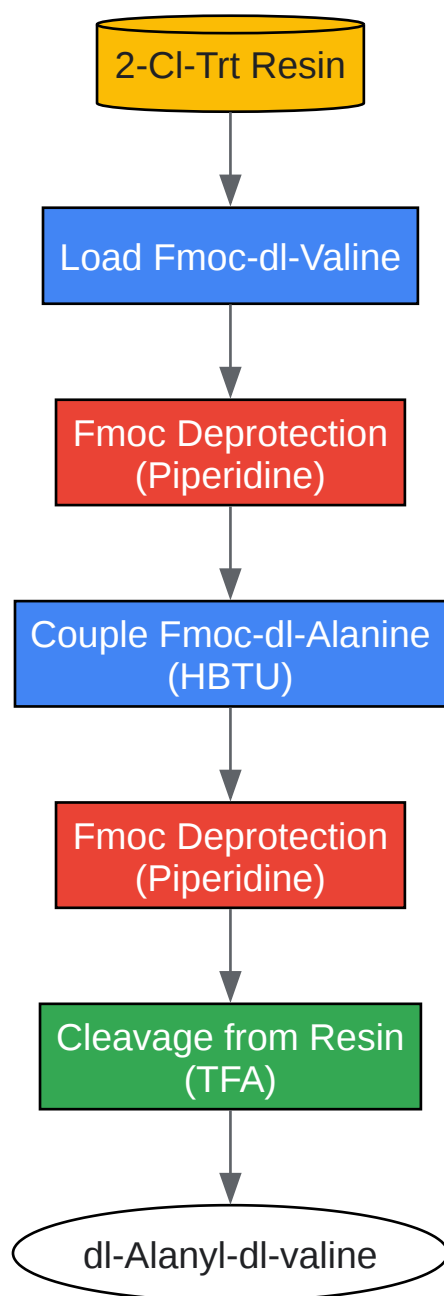 2-Cl-Trt Resin
Load Fmoc-dl-Valine
Fmoc Deprotection
(Piperidine)
Couple Fmoc-dl-Alanine
(HBTU)
Fmoc Deprotection
(Piperidine)
Cleavage from Resin
(TFA)
dl-Alanyl-dl-valine